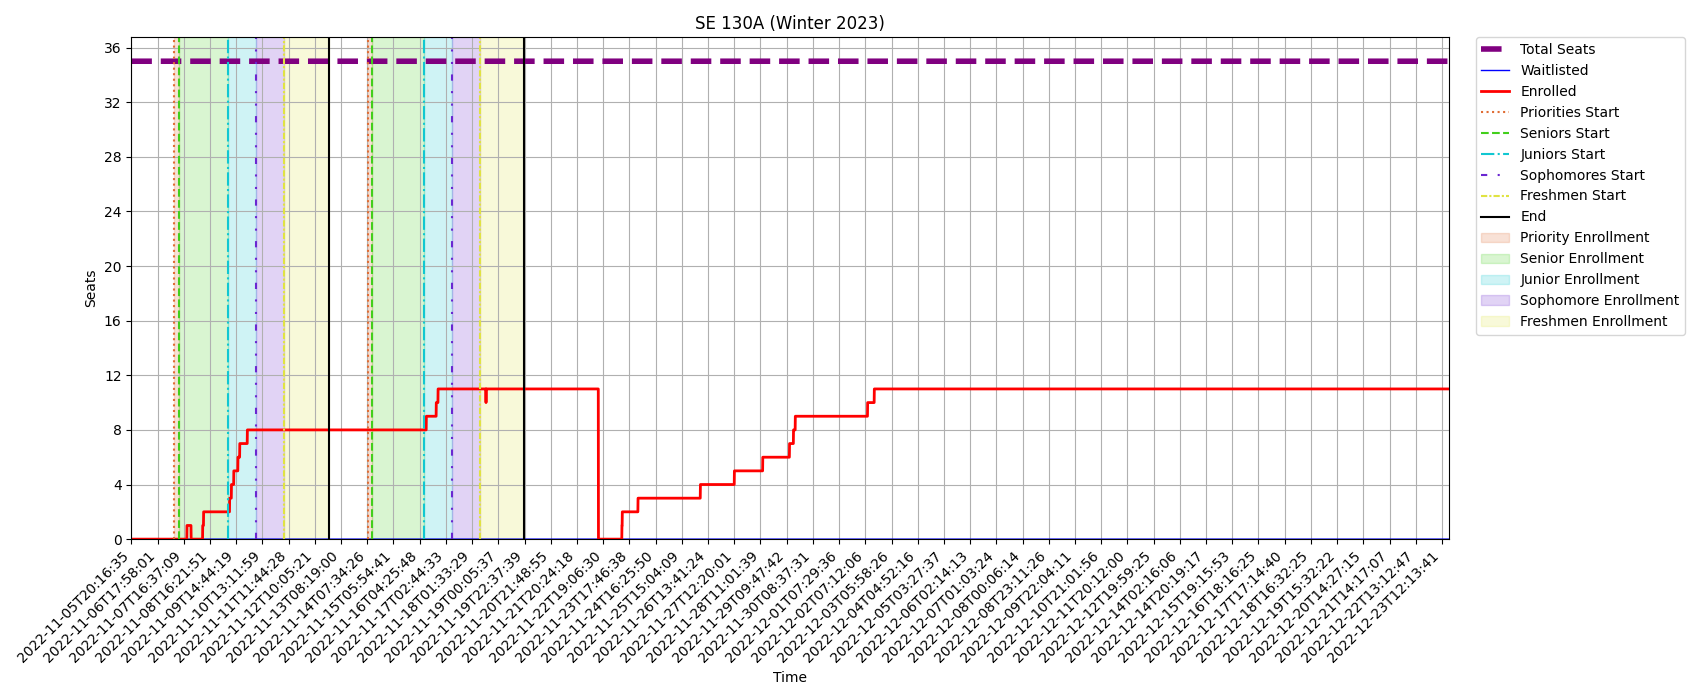 SE 130A (Winter 2023)
36
32
28
24
20
16
12
8
4
0
Seats
2022-11-05T20:16:35
2022-11-06T17:58:01
2022-11-07T16:37:09
2022-11-08T16:21:51
2022-11-09T14:44:19
2022-11-10T13:11:59
2022-11-11T11:44:28
2022-11-12T10:05:21
2022-11-13T08:19:00
2022-11-14T07:34:26
2022-11-15T05:54:41
2022-11-16T04:25:48
2022-11-17T02:44:33
2022-11-18T01:33:29
2022-11-19T00:05:37
2022-11-19T22:37:39
2022-11-20T21:48:55
2022-11-21T20:24:18
2022-11-22T19:06:30
2022-11-23T17:46:38
2022-11-24T16:25:50
2022-11-25T15:04:09
2022-11-26T13:41:24
2022-11-27T12:20:01
2022-11-28T11:01:39
2022-11-29T09:47:42
2022-11-30T08:37:31
2022-12-01T07:29:36
2022-12-02T07:12:06
2022-12-03T05:58:26
2022-12-04T04:52:16
2022-12-05T03:27:37
2022-12-06T02:14:13
2022-12-07T01:03:24
2022-12-08T00:06:14
2022-12-08T23:11:26
2022-12-09T22:04:11
2022-12-10T21:01:56
2022-12-11T20:12:00
2022-12-12T19:59:25
2022-12-14T02:16:06
2022-12-14T20:19:17
2022-12-15T19:15:53
2022-12-16T18:16:25
2022-12-17T17:14:40
2022-12-18T16:32:25
2022-12-19T15:32:22
2022-12-20T14:27:15
2022-12-21T14:17:07
2022-12-22T13:12:47
2022-12-23T12:13:41
Time
Total Seats
Waitlisted
Enrolled
Priorities Start
Seniors Start
Juniors Start
Sophomores Start
Freshmen Start
End
Priority Enrollment
Senior Enrollment
Junior Enrollment
Sophomore Enrollment
Freshmen Enrollment